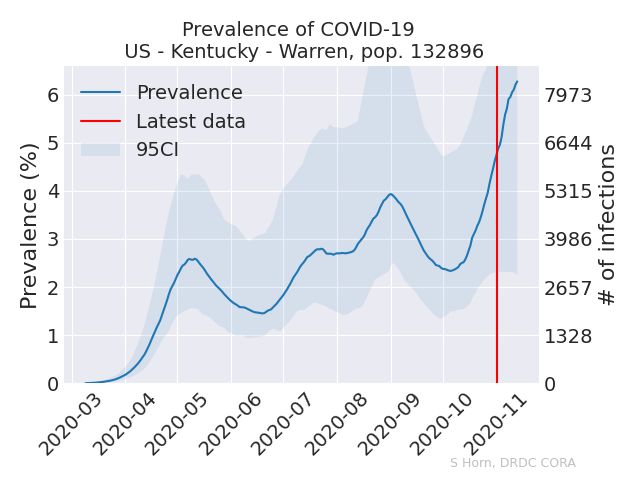 Prevalence of COVID-19
US - Kentucky - Warren, pop. 132896
Prevalence
Latest data
95CI
Prevalence (%)
6
5
4
3
2
1
0
7973
6644
5315
3986
2657
1328
0
# of infections
2020-03
2020-04
2020-05
2020-06
2020-07
2020-08
2020-09
2020-10
2020-11
S Horn, DRDC CORA